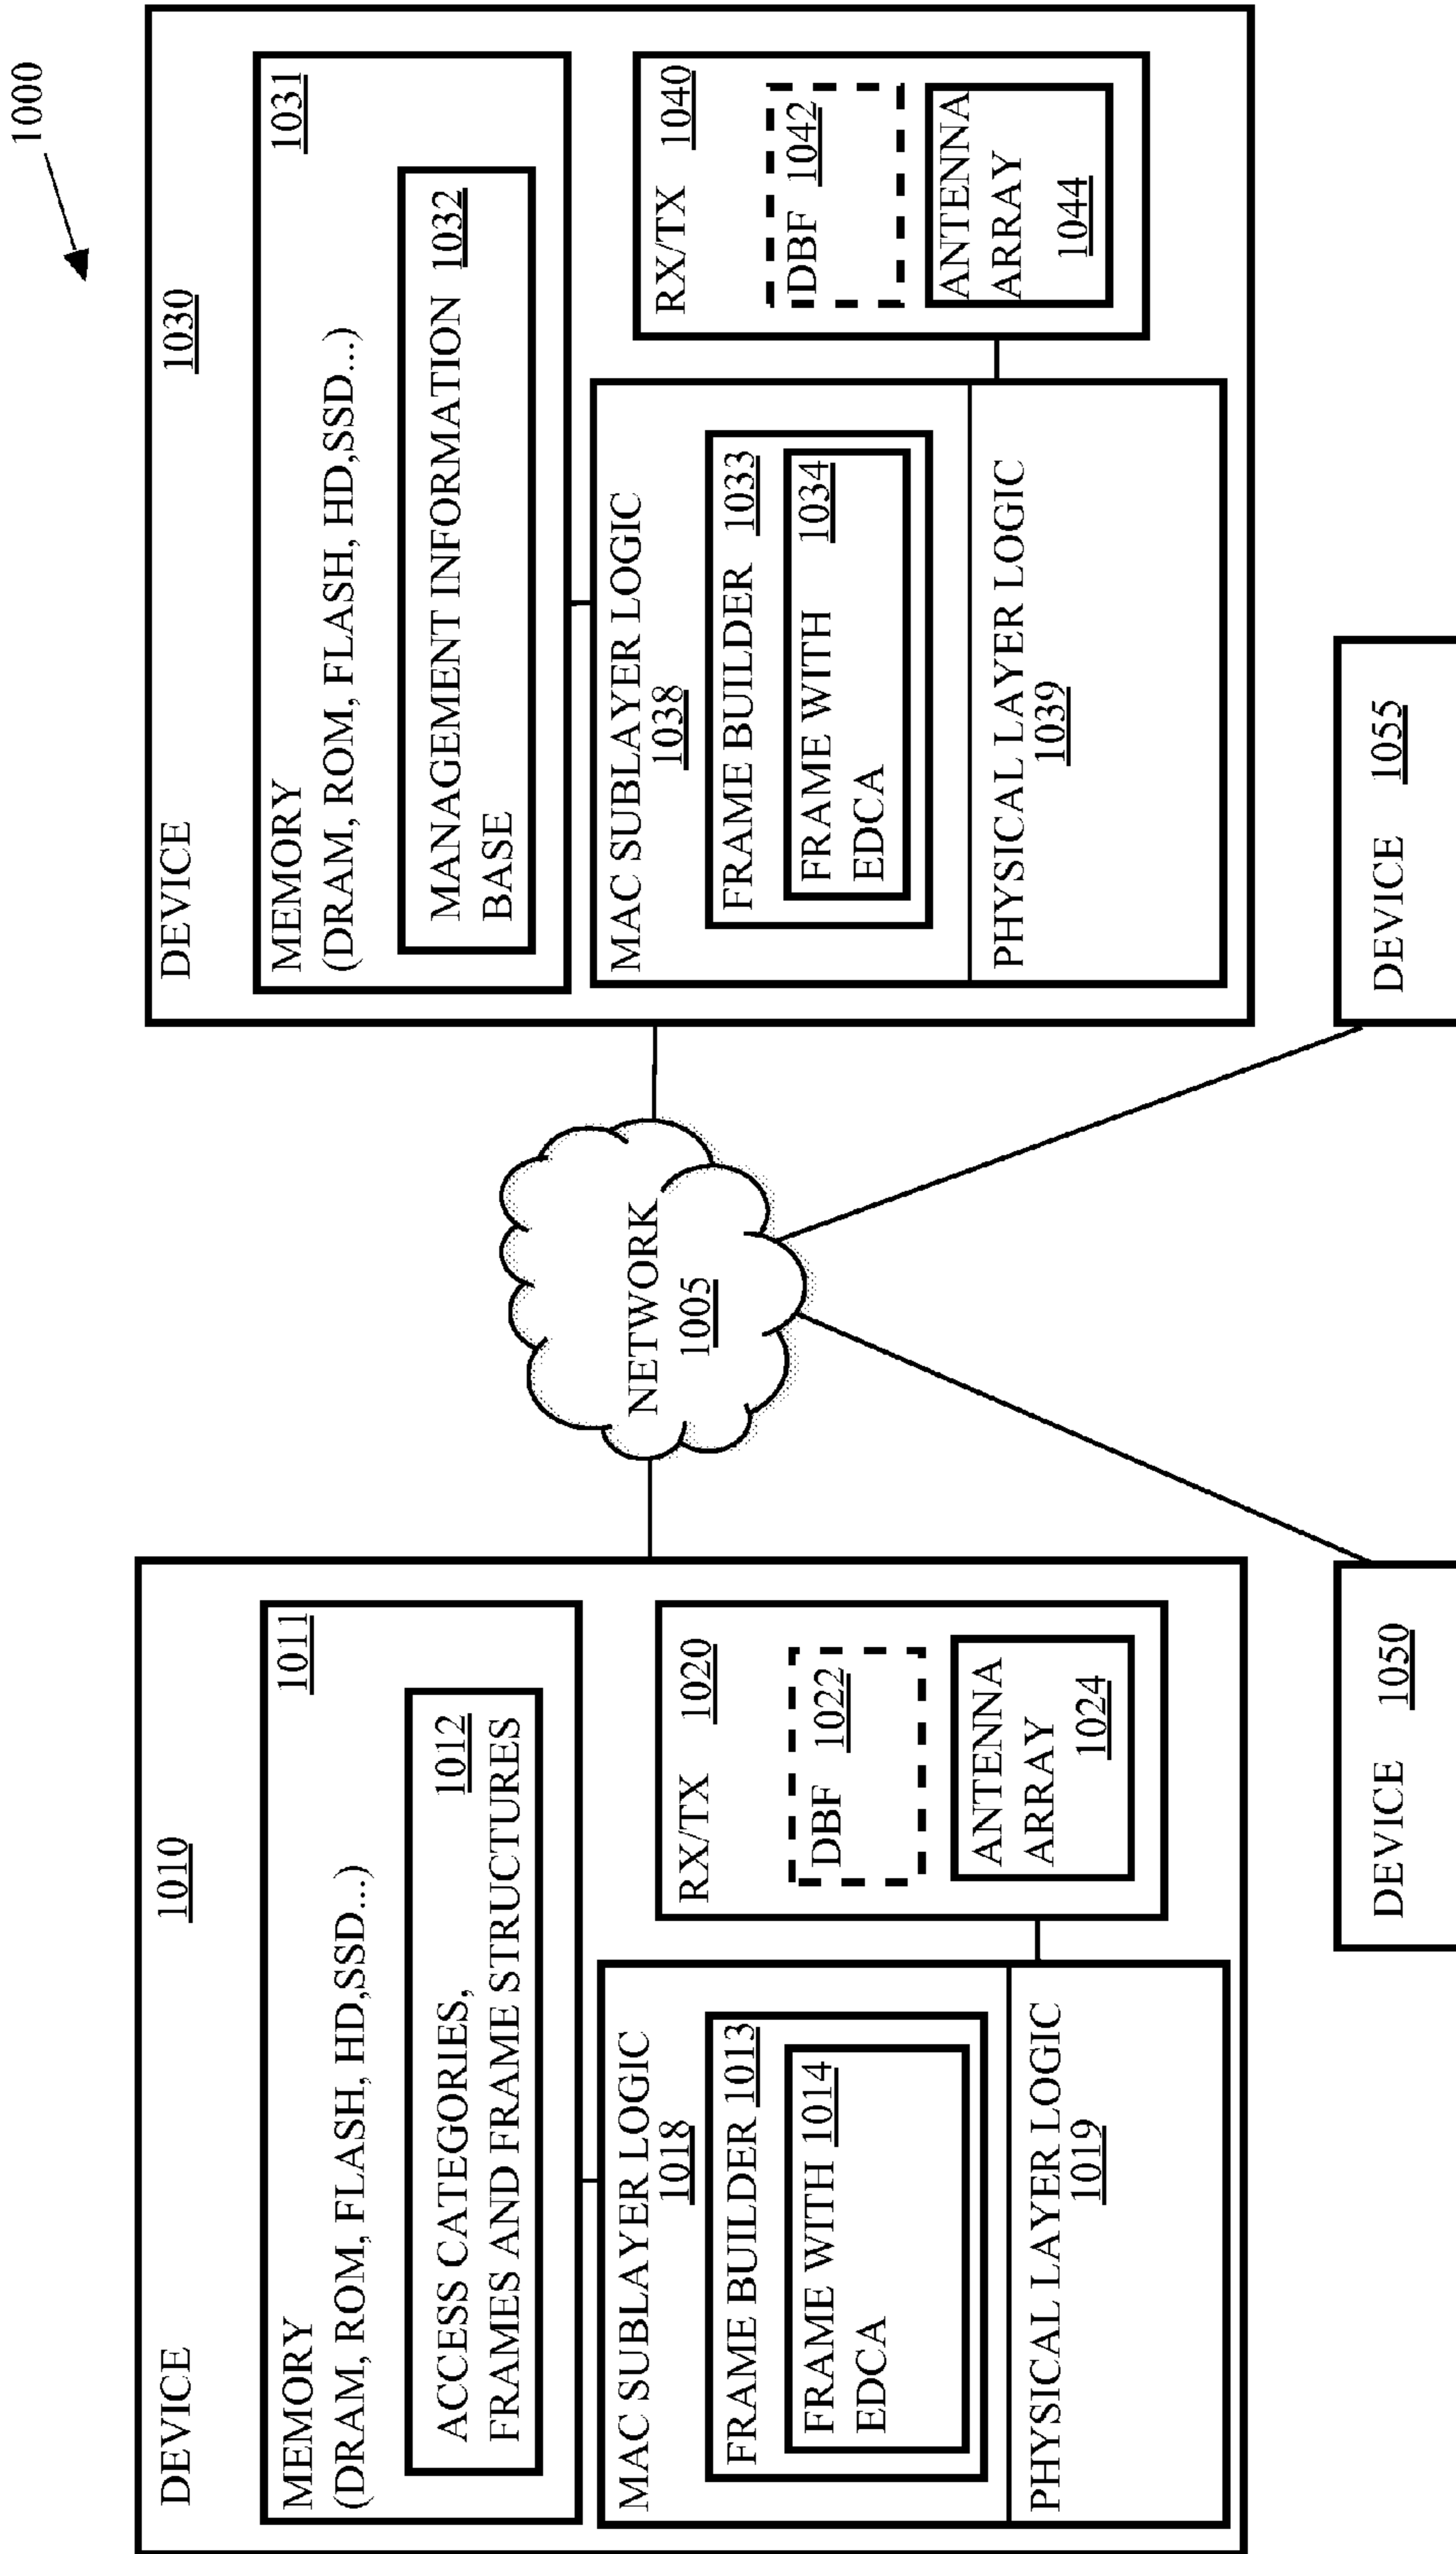 1000
DEVICE 1010
MEMORY 1011
(DRAM, ROM, FLASH, HD,SSD...)
ACCESS CATEGORIES, 1012
FRAMES AND FRAME STRUCTURES
MAC SUBLAYER LOGIC
1018
FRAME BUILDER 1013
FRAME WITH 1014
EDCA
PHYSICAL LAYER LOGIC
1019
RX/TX 1020
DBF 1022
ANTENNA
ARRAY
1024
NETWORK
1005
DEVICE 1030
MEMORY 1031
(DRAM, ROM, FLASH, HD,SSD...)
MANAGEMENT INFORMATION 1032
BASE
MAC SUBLAYER LOGIC
1038
FRAME BUILDER 1033
FRAME WITH 1034
EDCA
PHYSICAL LAYER LOGIC
1039
RX/TX 1040
DBF 1042
ANTENNA
ARRAY
1044
DEVICE 1050
DEVICE 1055